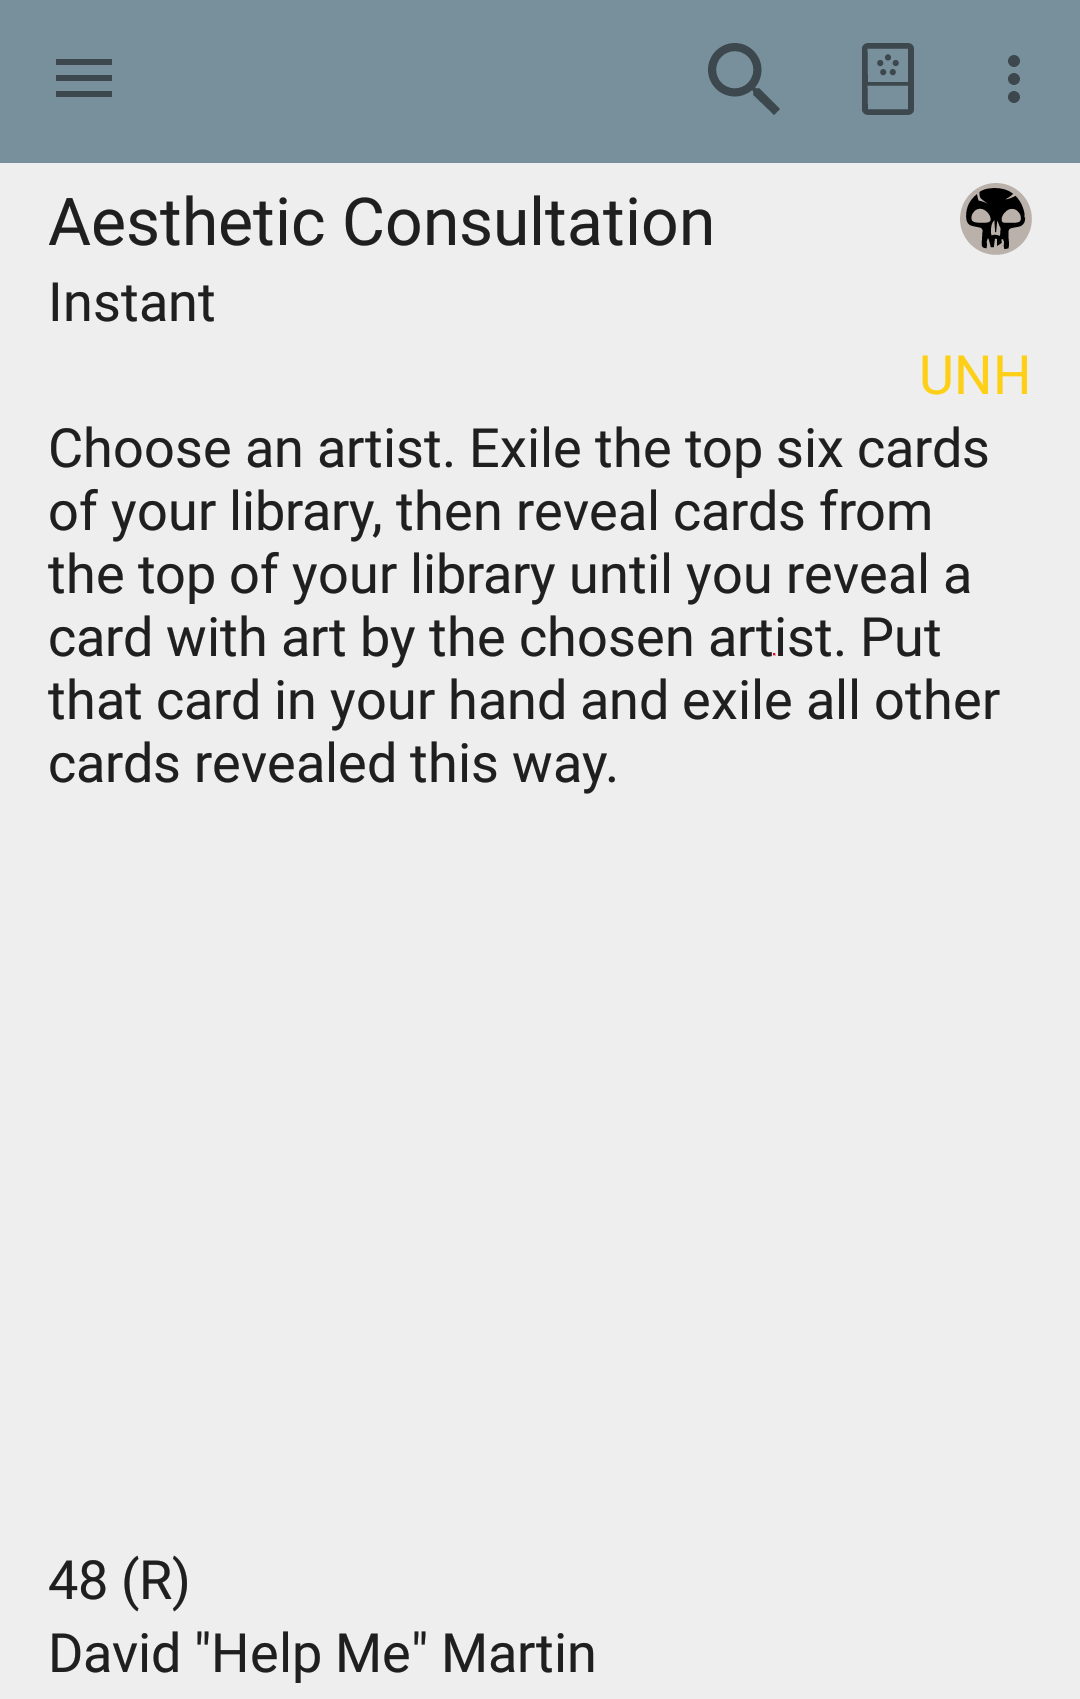 Aesthetic Consultation
Instant
UNH
Choose an artist. Exile the top six cards
of your library, then reveal cards from
the top of your library until you reveal a
card with art by the chosen artist. Put
that card in your hand and exile all other
cards revealed this way.
48 (R)
David "Help Me" Martin